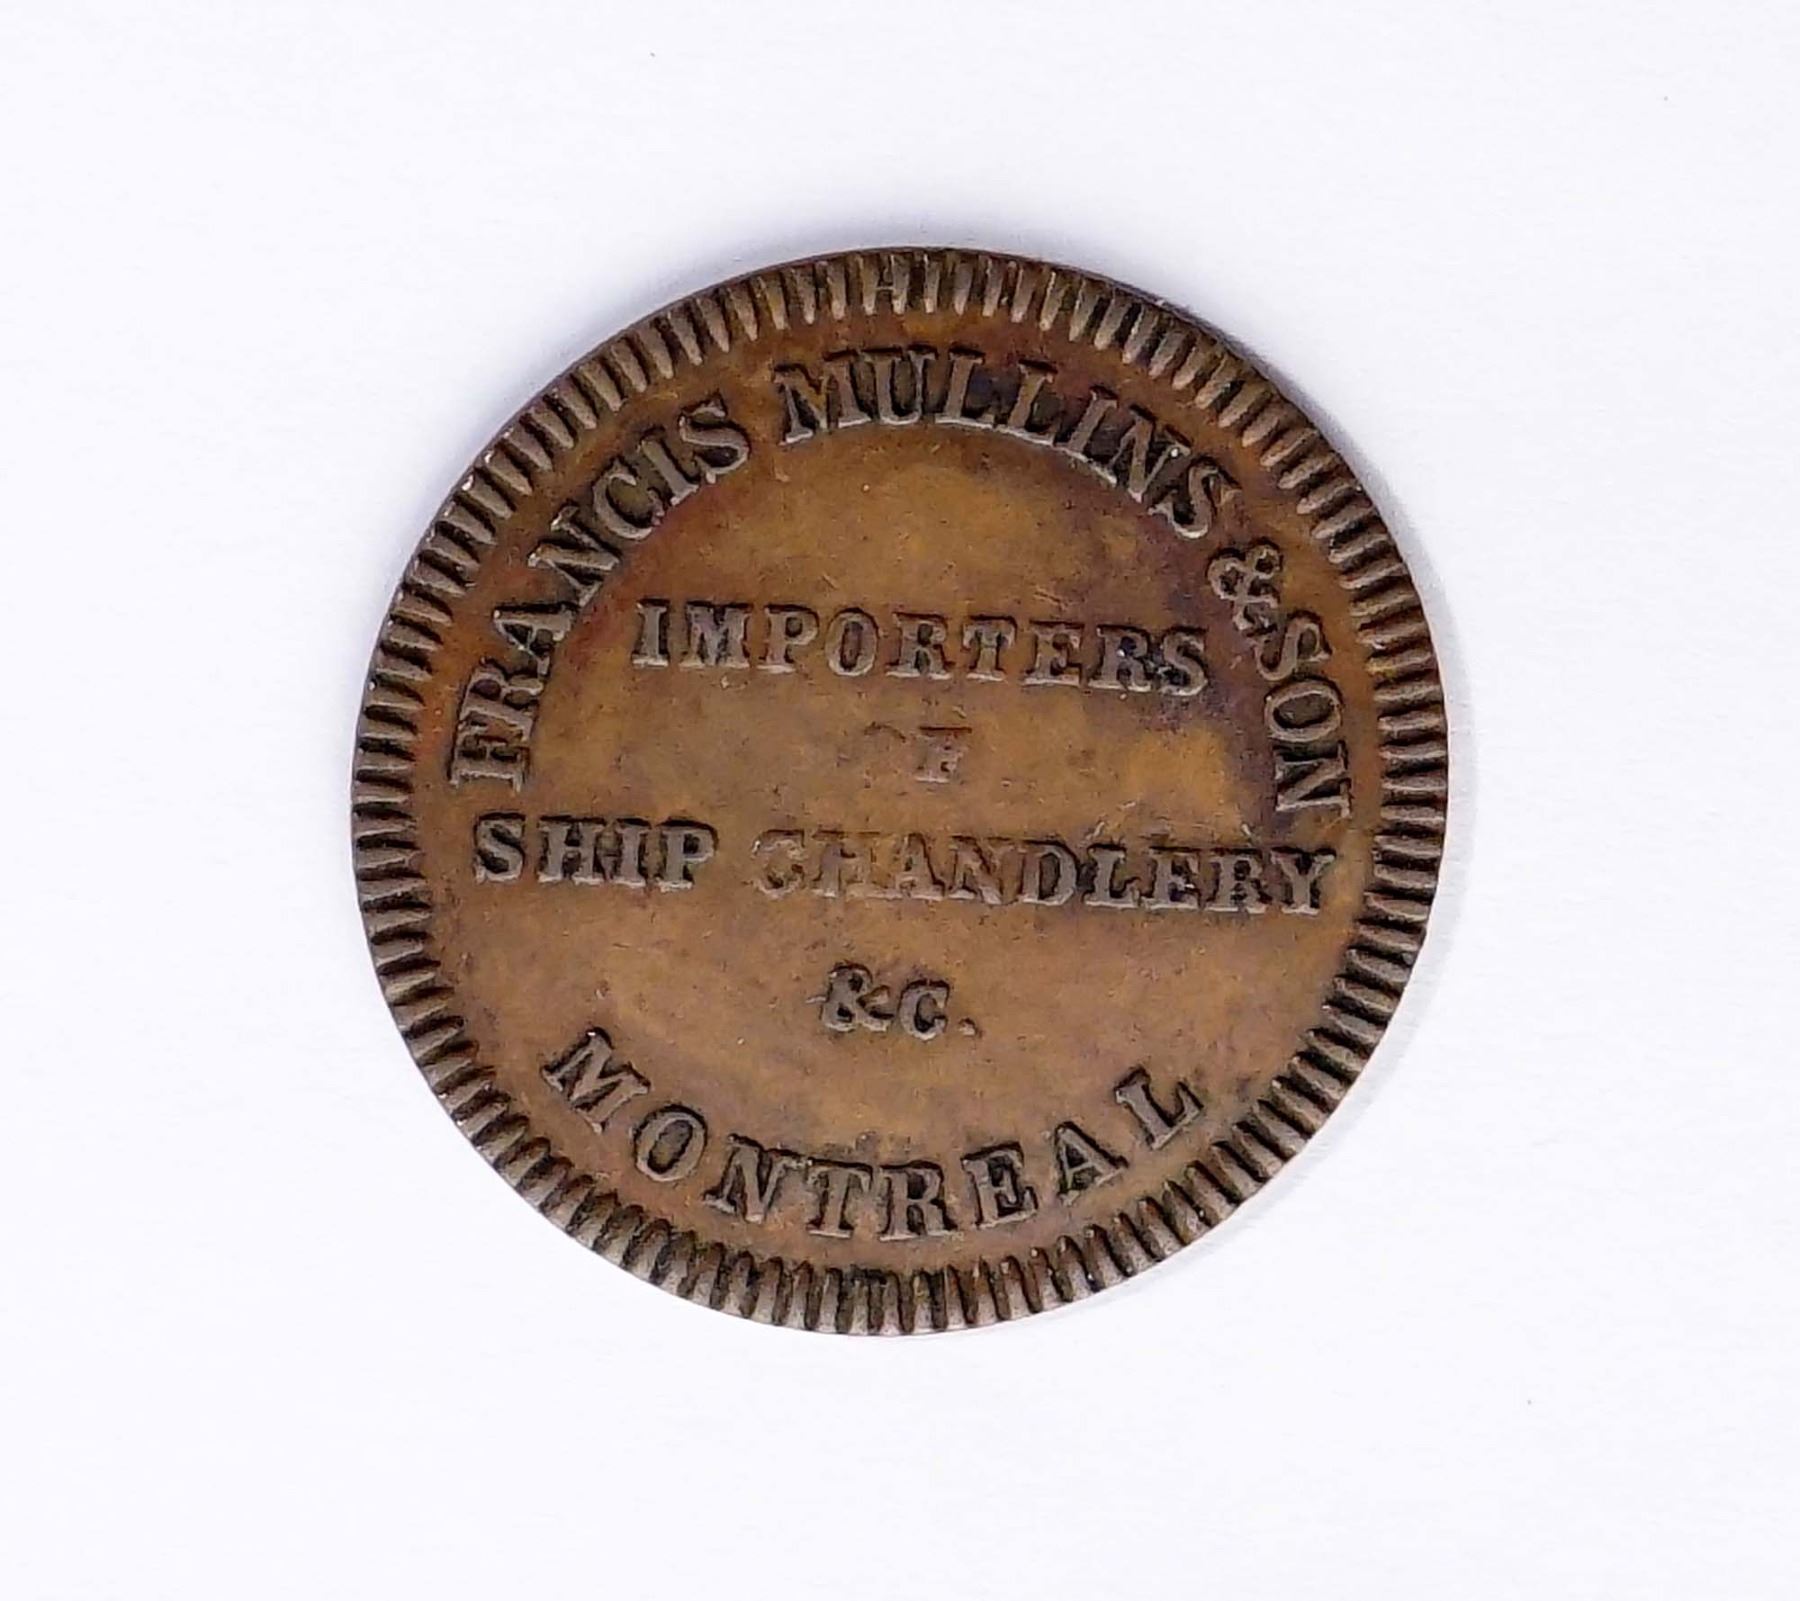 FRANCIS MULLINS & SON
IMPORTERS
OF
SHIP CHANDLERY
&C.
MONTREAL